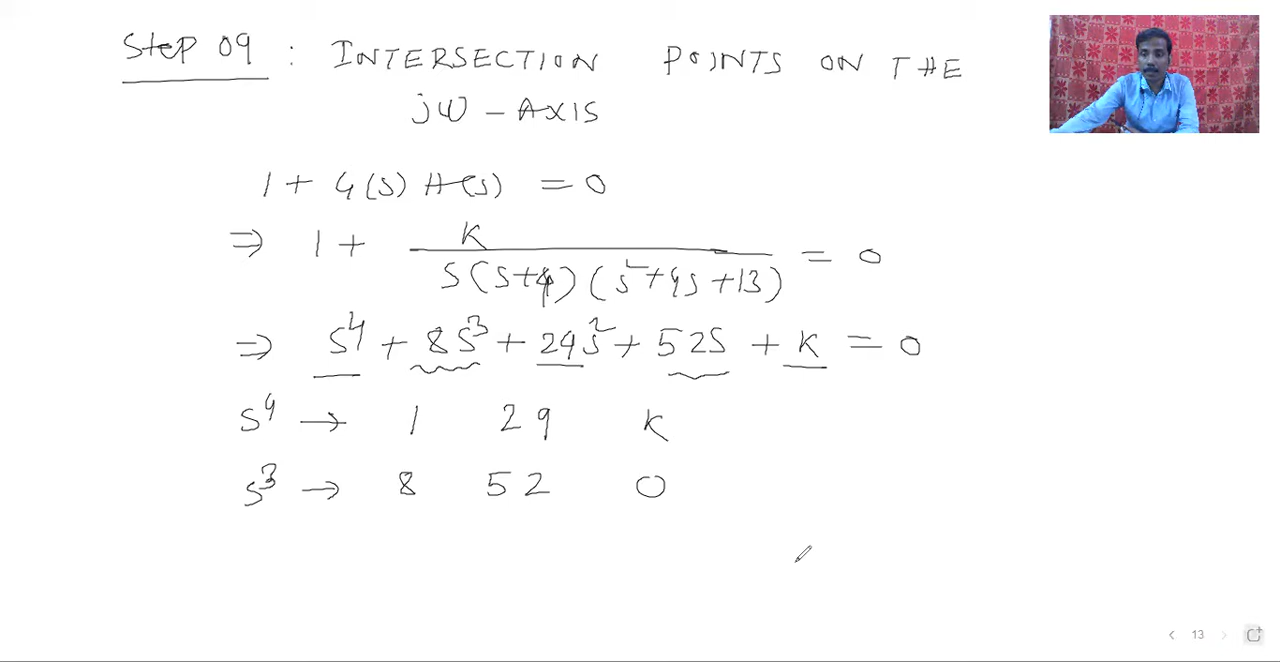 STEP 09 : INTERSECTION POINTS ON THE
jω - AXIS
1 + G(s) H(s) = 0
⇒ 1 + K / S(S+4)(S²+4S+13) = 0
⇒ S⁴ + 8S³ + 29S² + 52S + K = 0
S⁴ → 1 29 K
S³ → 8 52 0
< 13 >